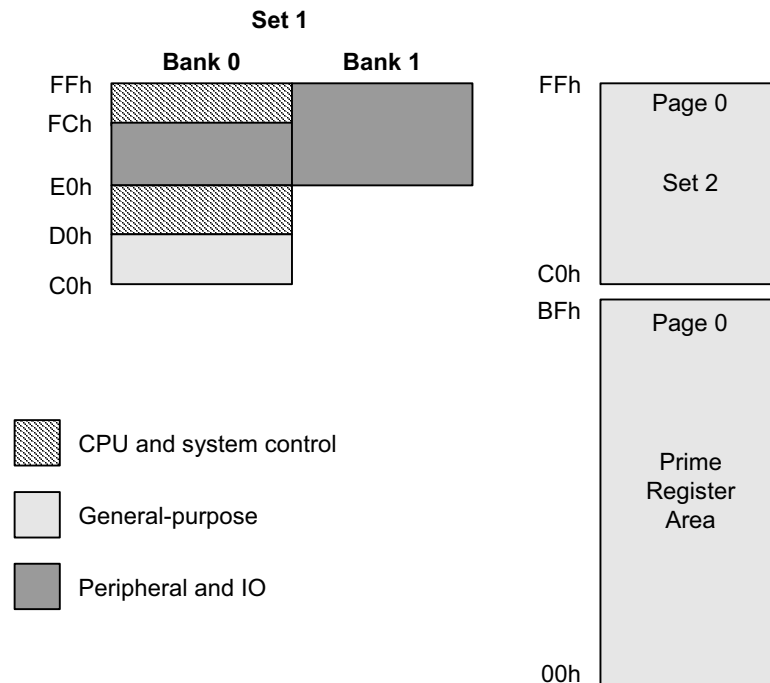 Set 1
Bank 0
Bank 1
FFh
FCh
E0h
D0h
C0h
FFh
Page 0
Set 2
C0h
BFh
Page 0
Prime
Register
Area
00h
CPU and system control
General-purpose
Peripheral and IO